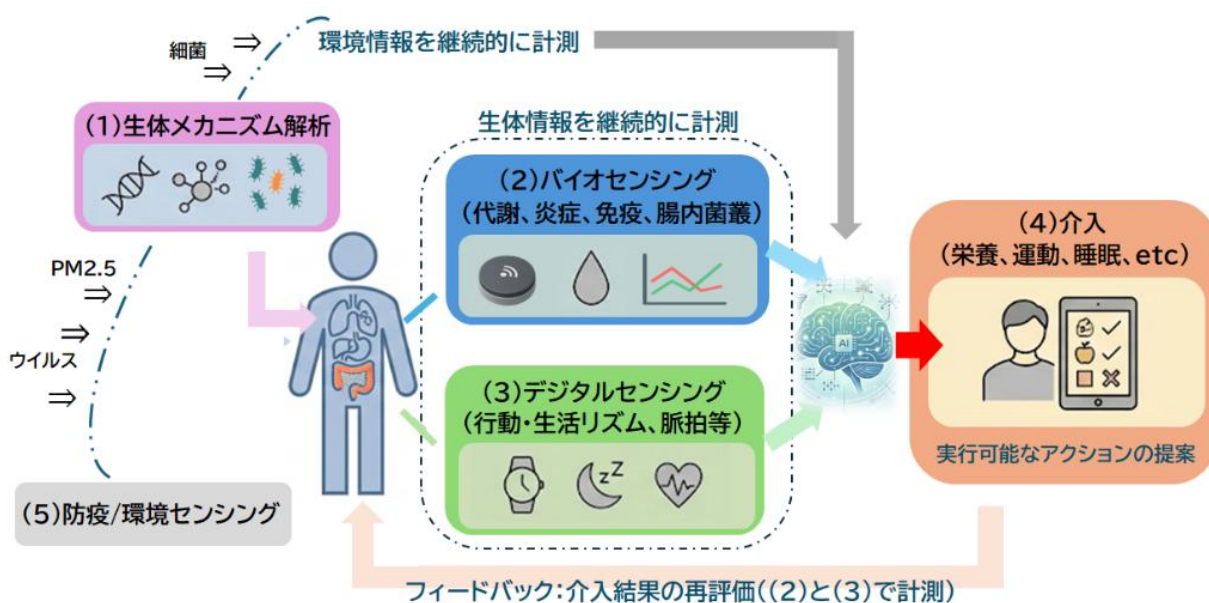 細菌
環境情報を継続的に計測
(1)生体メカニズム解析
生体情報を継続的に計測
(2)バイオセンシング
(代謝、炎症、免疫、腸内菌叢)
(4)介入
(栄養、運動、睡眠、etc)
PM2.5
ウイルス
AI
(3)デジタルセンシング
(行動・生活リズム、脈拍等)
zZ
実行可能なアクションの提案
(5)防疫/環境センシング
フィードバック:介入結果の再評価((2)と(3)で計測)